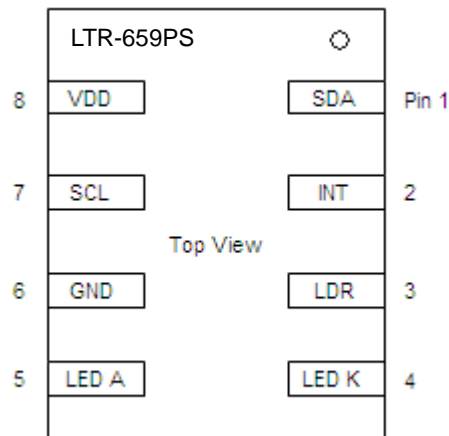 LTR-659PS
8 VDD SDA Pin 1
7 SCL INT 2
Top View
6 GND LDR 3
5 LED A LED K 4